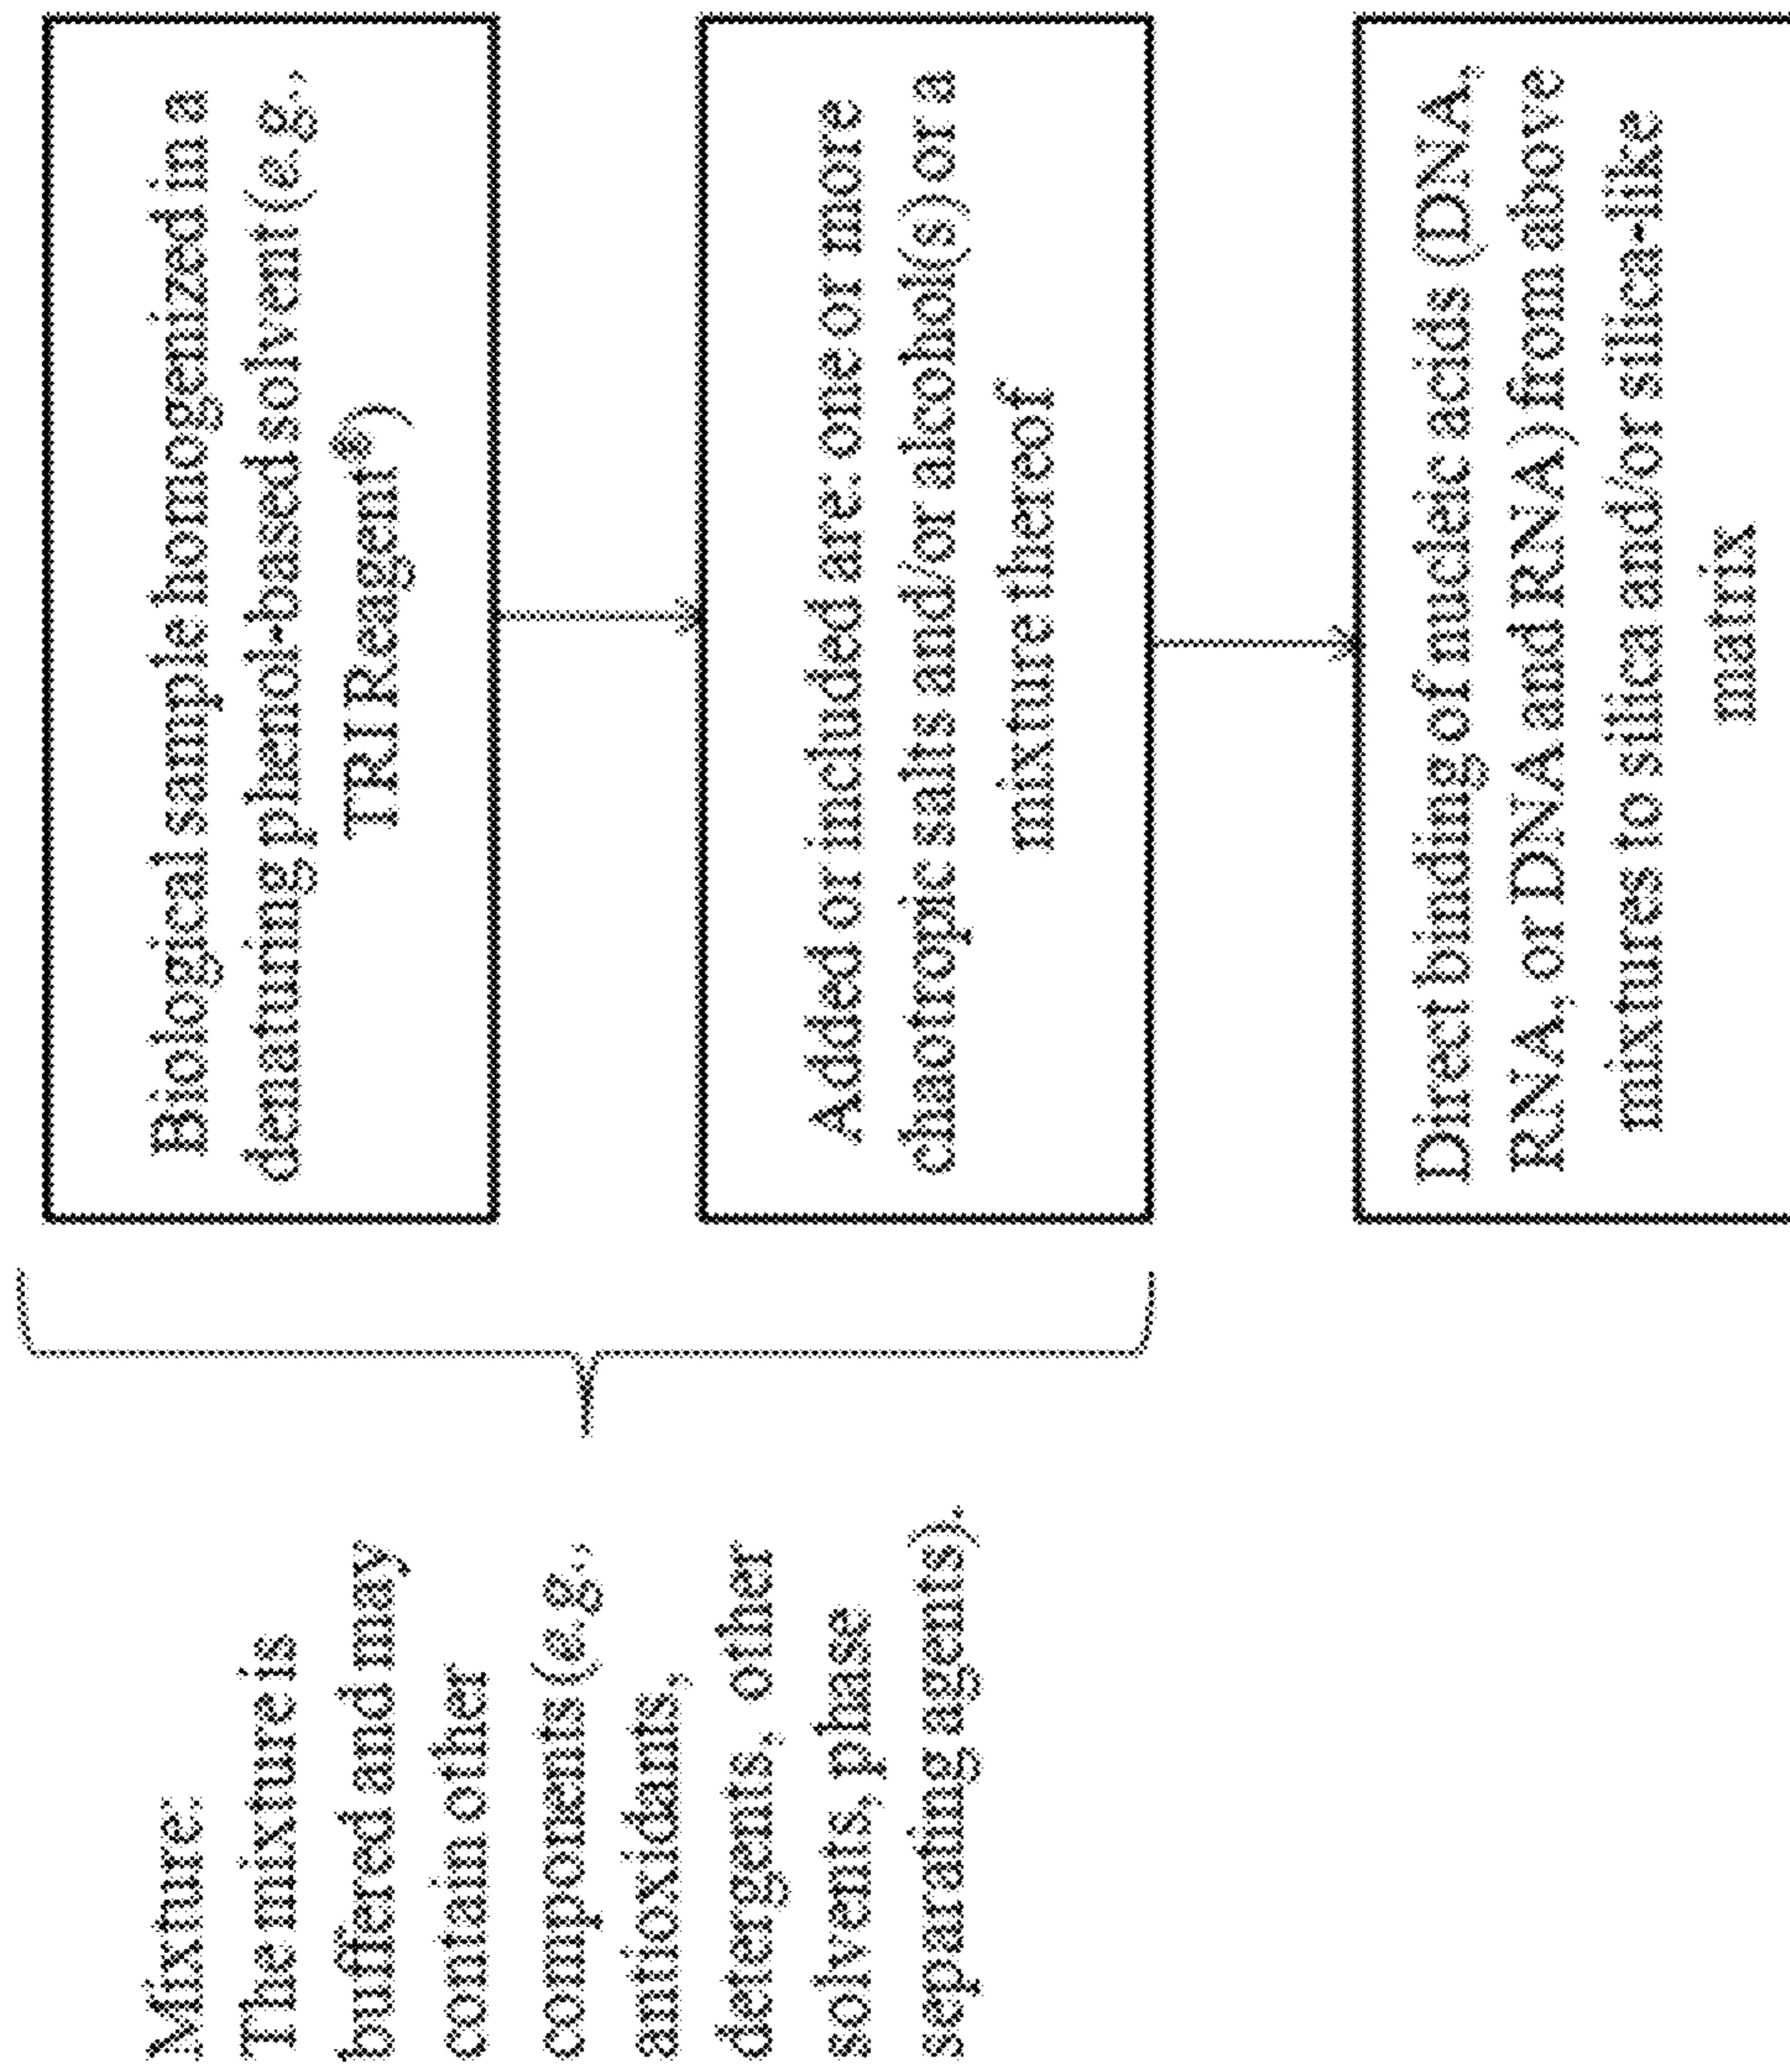 Mixture:
The mixture is
buffered and may
contain other
components (e.g.,
antioxidants,
detergents, other
solvents, phase
separating agents).
Biological sample homogenized in a
denaturing phenol-based solvent (e.g.,
TRI Reagent®)
Added or included are: one or more
chaotropic salts and/or alcohol(s) or a
mixture thereof
Direct binding of nucleic acids (DNA,
RNA, or DNA and RNA) from above
mixtures to silica and/or silica-like
matrix